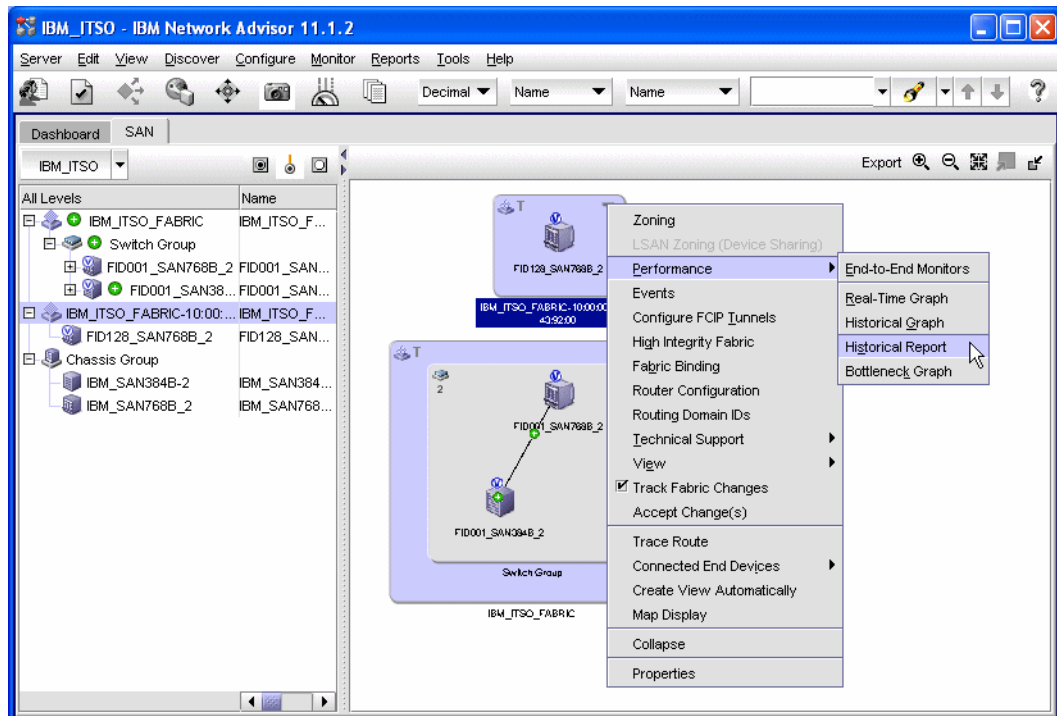 IBM_ITSO - IBM Network Advisor 11.1.2
Server Edit View Discover Configure Monitor Reports Tools Help
Decimal Name Name
Dashboard SAN
IBM_ITSO
Export
All Levels Name
IBM_ITSO_FABRIC IBM_ITSO_F...
Switch Group
FID001_SAN768B_2 FID001_SAN...
FID001_SAN38... FID001_SAN...
IBM_ITSO_FABRIC-10:00:... IBM_ITSO_F...
FID128_SAN768B_2 FID128_SAN...
Chassis Group
IBM_SAN384B-2 IBM_SAN384...
IBM_SAN768B_2 IBM_SAN768...
T
FID128_SAN768B_2
IBM_ITSO_FABRIC-10:00:00
43:92:00
T
2
FID001_SAN768B_2
FID001_SAN384B_2
Switch Group
IBM_ITSO_FABRIC
Zoning
LSAN Zoning (Device Sharing)
Performance
Events
Configure FCIP Tunnels
High Integrity Fabric
Fabric Binding
Router Configuration
Routing Domain IDs
Technical Support
View
Track Fabric Changes
Accept Change(s)
Trace Route
Connected End Devices
Create View Automatically
Map Display
Collapse
Properties
End-to-End Monitors
Real-Time Graph
Historical Graph
Historical Report
Bottleneck Graph